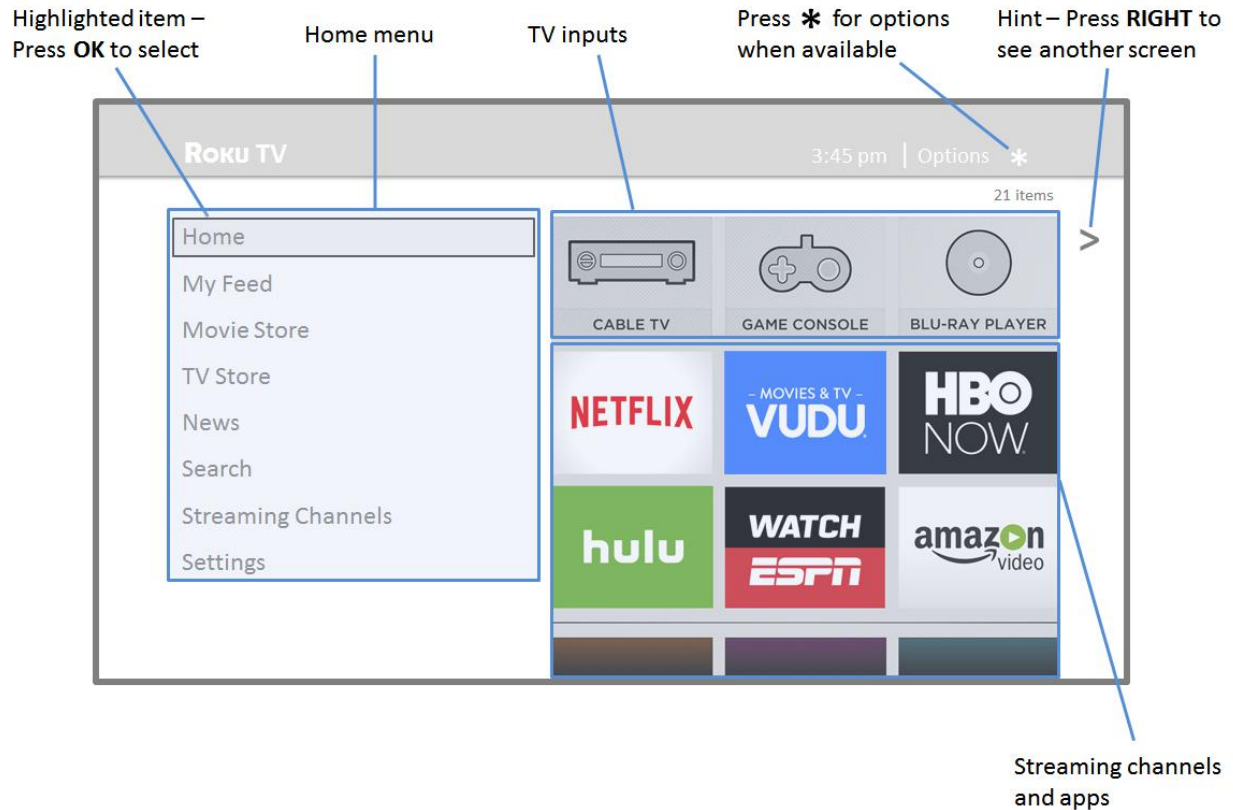 Highlighted item –
Press OK to select
Home menu
TV inputs
Press * for options
when available
Hint – Press RIGHT to
see another screen
ROKU TV
3:45 pm | Options *
21 items
Home
My Feed
Movie Store
TV Store
News
Search
Streaming Channels
Settings
>
CABLE TV
GAME CONSOLE
BLU-RAY PLAYER
NETFLIX
- MOVIES & TV -
VUDU
HBO
NOW.
hulu
WATCH
ESPN
amazon
video
Streaming channels
and apps